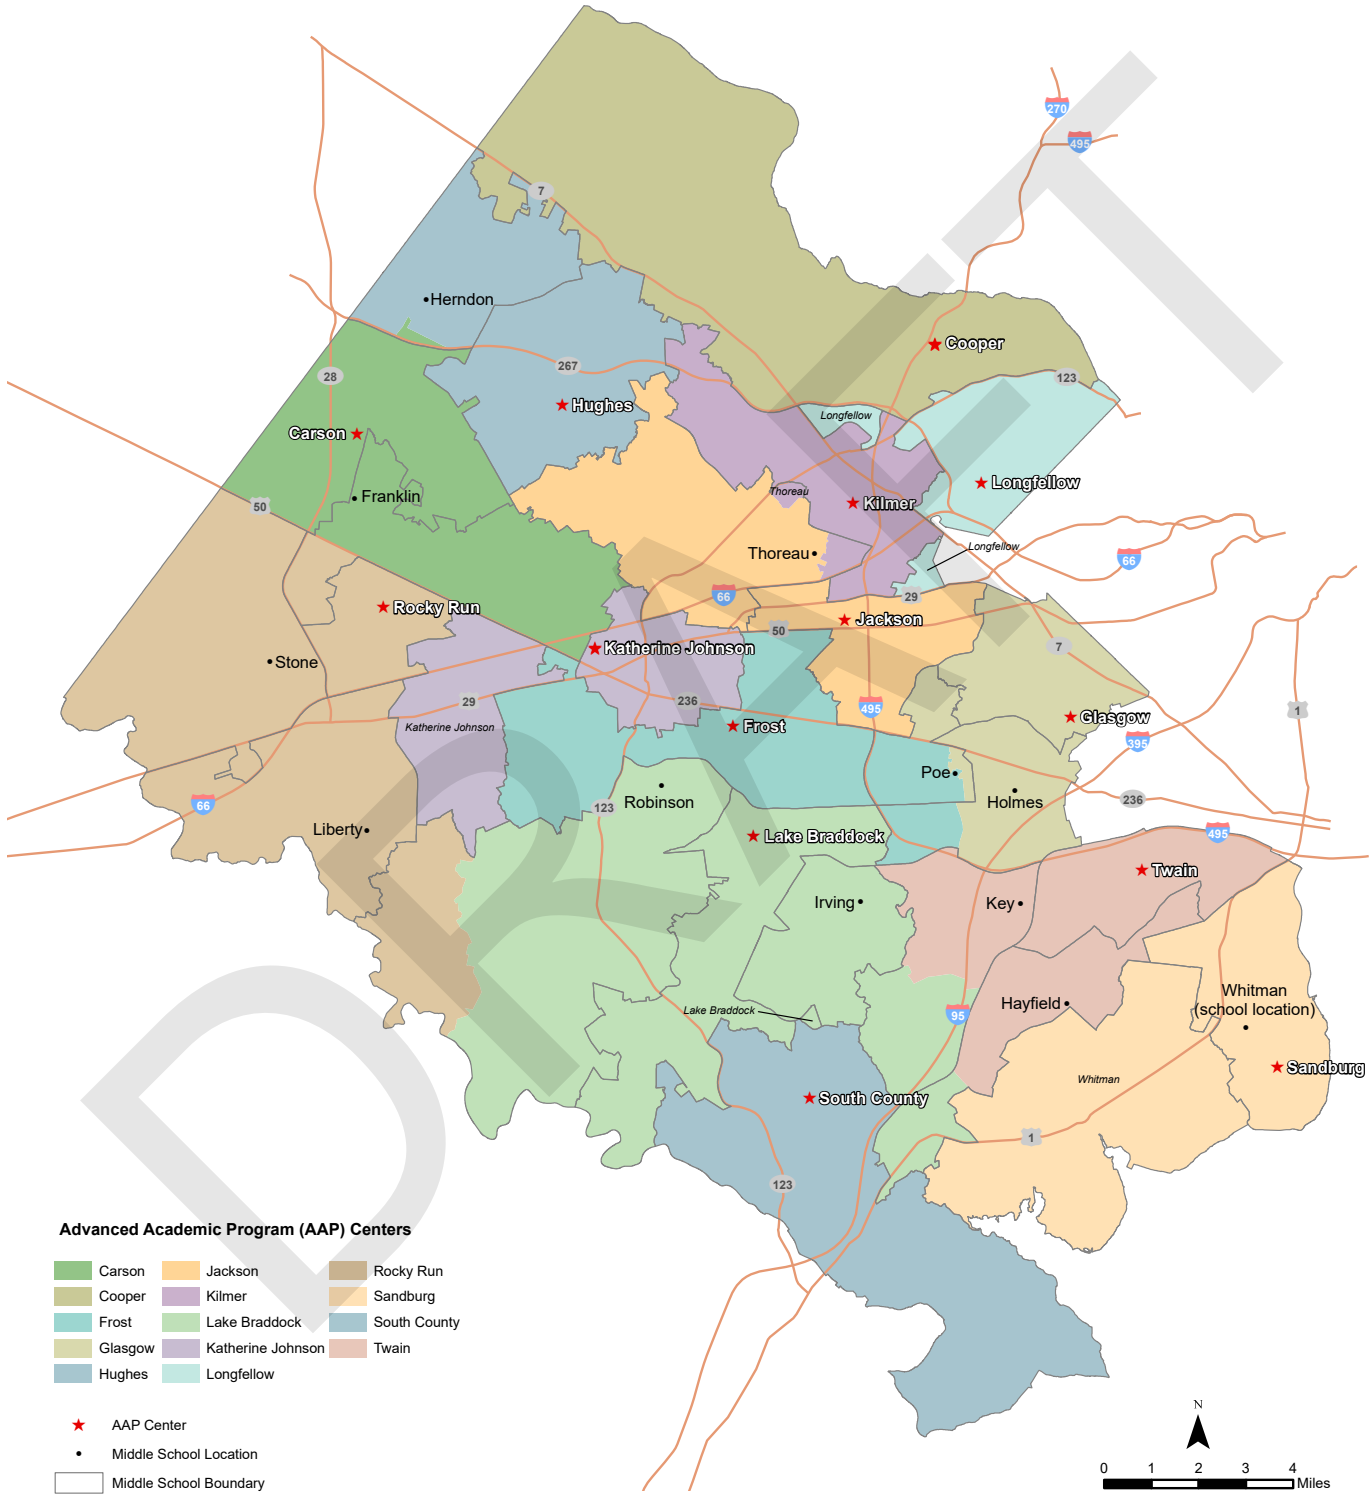 270
495
7
Herndon
Cooper
267
123
28
Hughes
Longfellow
Carson
Longfellow
Thoreau
Franklin
Kilmer
50
Thoreau
Longfellow
66
66
29
Rocky Run
Jackson
50
Katherine Johnson
7
Stone
29
236
495
1
Glasgow
Katherine Johnson
Frost
395
Poe
66
123
Robinson
Holmes
236
Liberty
Lake Braddock
495
Twain
Irving
Key
Whitman
(school location)
Hayfield
Lake Braddock
95
Sandburg
Whitman
South County
1
123
DRAFT
Advanced Academic Program (AAP) Centers
Carson
Jackson
Rocky Run
Cooper
Kilmer
Sandburg
Frost
Lake Braddock
South County
Glasgow
Katherine Johnson
Twain
Hughes
Longfellow
AAP Center
Middle School Location
Middle School Boundary
N
0 1 2 3 4
Miles